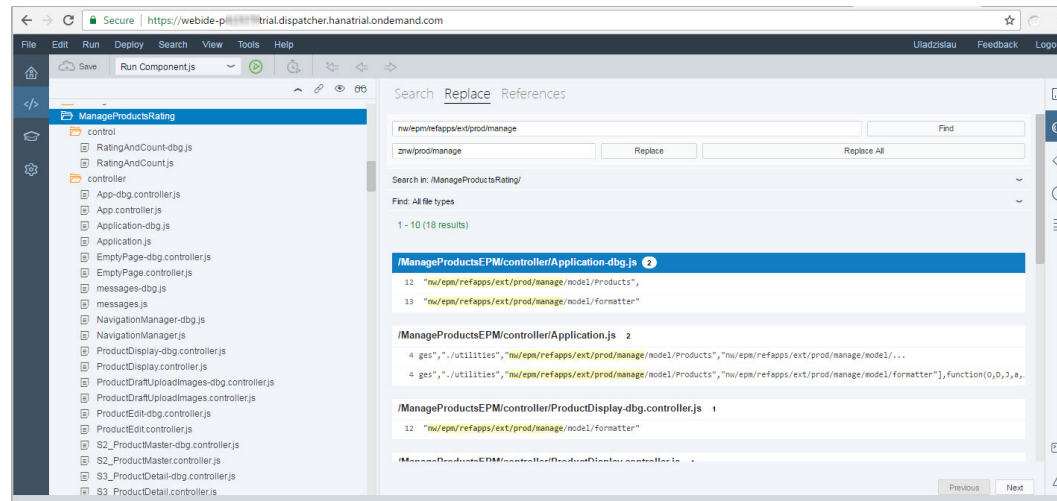 Secure | https://webide-p trial.dispatcher.hanatrial.ondemand.com
File Edit Run Deploy Search View Tools Help Uladzislau Feedback
Save Run Component.js
Search Replace References
ManageProductsRating
control
RatingAndCount-dbg.js
RatingAndCount.js
controller
App-dbg.controller.js
App.controller.js
Application-dbg.js
Application.js
EmptyPage-dbg.controller.js
EmptyPage.controller.js
messages-dbg.js
messages.js
NavigationManager-dbg.js
NavigationManager.js
ProductDisplay-dbg.controller.js
ProductDisplay.controller.js
ProductDraftUploadImages-dbg.controller.js
ProductDraftUploadImages.controller.js
ProductEdit-dbg.controller.js
ProductEdit.controller.js
S2_ProductMaster-dbg.controller.js
S2_ProductMaster.controller.js
S3_ProductDetail-dbg.controller.js
S3_ProductDetail.controller.js
nw/epm/refapps/ext/prod/manage Find
znw/prod/manage Replace Replace All
Search in: /ManageProductsRating/
Find: All file types
1 - 10 (18 results)
/ManageProductsEPM/controller/Application-dbg.js 2
12 "nw/epm/refapps/ext/prod/manage/model/Products",
13 "nw/epm/refapps/ext/prod/manage/model/formatter"
/ManageProductsEPM/controller/Application.js 2
4 ges","./utilities","nw/epm/refapps/ext/prod/manage/model/Products","nw/epm/refapps/ext/prod/manage/model/...
4 ges","./utilities","nw/epm/refapps/ext/prod/manage/model/Products","nw/epm/refapps/ext/prod/manage/model/formatter"],function(O,D,J,a,.
/ManageProductsEPM/controller/ProductDisplay-dbg.controller.js 1
12 "nw/epm/refapps/ext/prod/manage/model/formatter"
/ManageProductsEPM/controller/ProductDisplay.controller.js
Previous Next